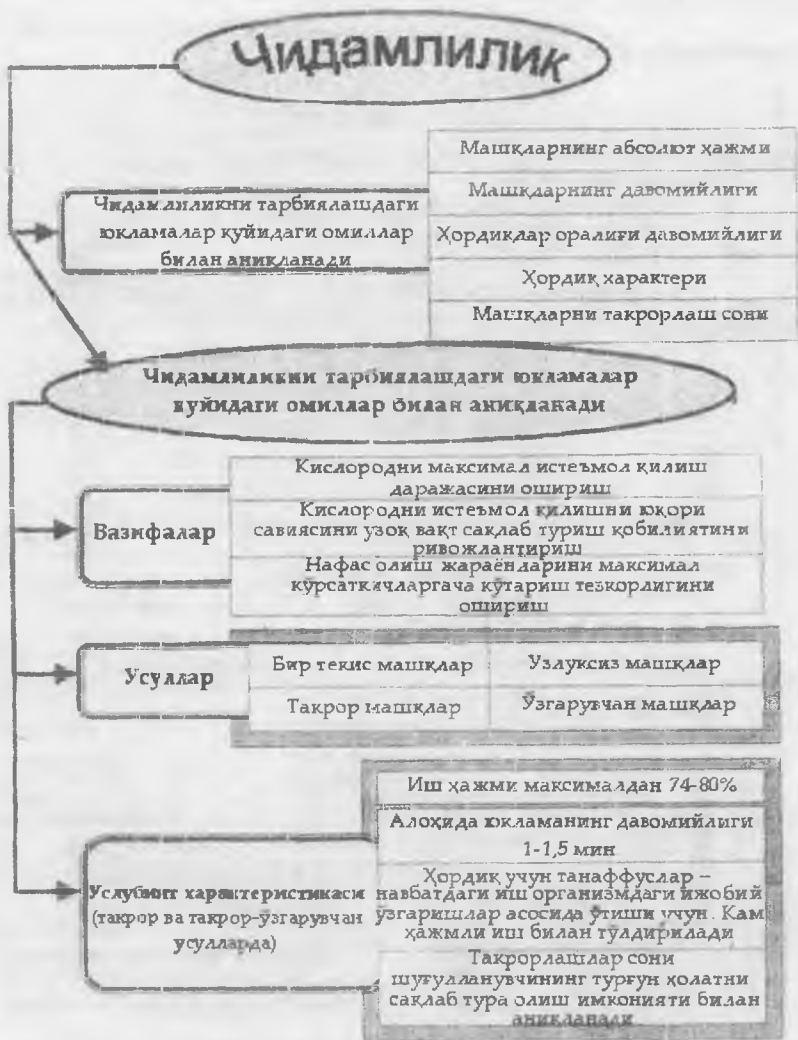 Чидамлилик
Чидамлиликни тарбиялашдаги
юкламалар қуйидаги омиллар
билан аниқланади
Машқларнинг абсолют ҳажми
Машқларнинг давомийлиги
Ҳордиқлар оралиғи давомийлиги
Ҳордиқ характери
Машқларни такрорлаш сони
Чидамлиликни тарбиялашдаги юкламалар
қуйидаги омиллар билан аниқланади
Вазифалар
Кислородни максимал истеъмол қилиш
даражасини ошириш
Кислородни истеъмол қилишни юқори
савиясини узоқ вақт сақлаб туриш қобилиятини
ривожлантириш
Нафас олиш жараёнларини максимал
кўрсаткичларгача кўтариш тезкорлигини
ошириш
Усуллар
Бир текис машқлар
Узлуксиз машқлар
Такрор машқлар
Ўзгарувчан машқлар
Услубнинг характеристикаси
(такрор ва такрор-ўзгарувчан
усулларда)
Иш ҳажми максималдан 74-80%
Алоҳида юкламанинг давомийлиги
1-1,5 мин
Ҳордиқ учун танаффуслар –
навбатдаги иш организмдаги ижобий
ўзгаришлар асосида ўтиши учун. Кам
ҳажмли иш билан тўлдирилади
Такрорлашлар сони
шуғулланувчининг турғун ҳолатни
сақлаб тура олиш имконияти билан
аниқланади